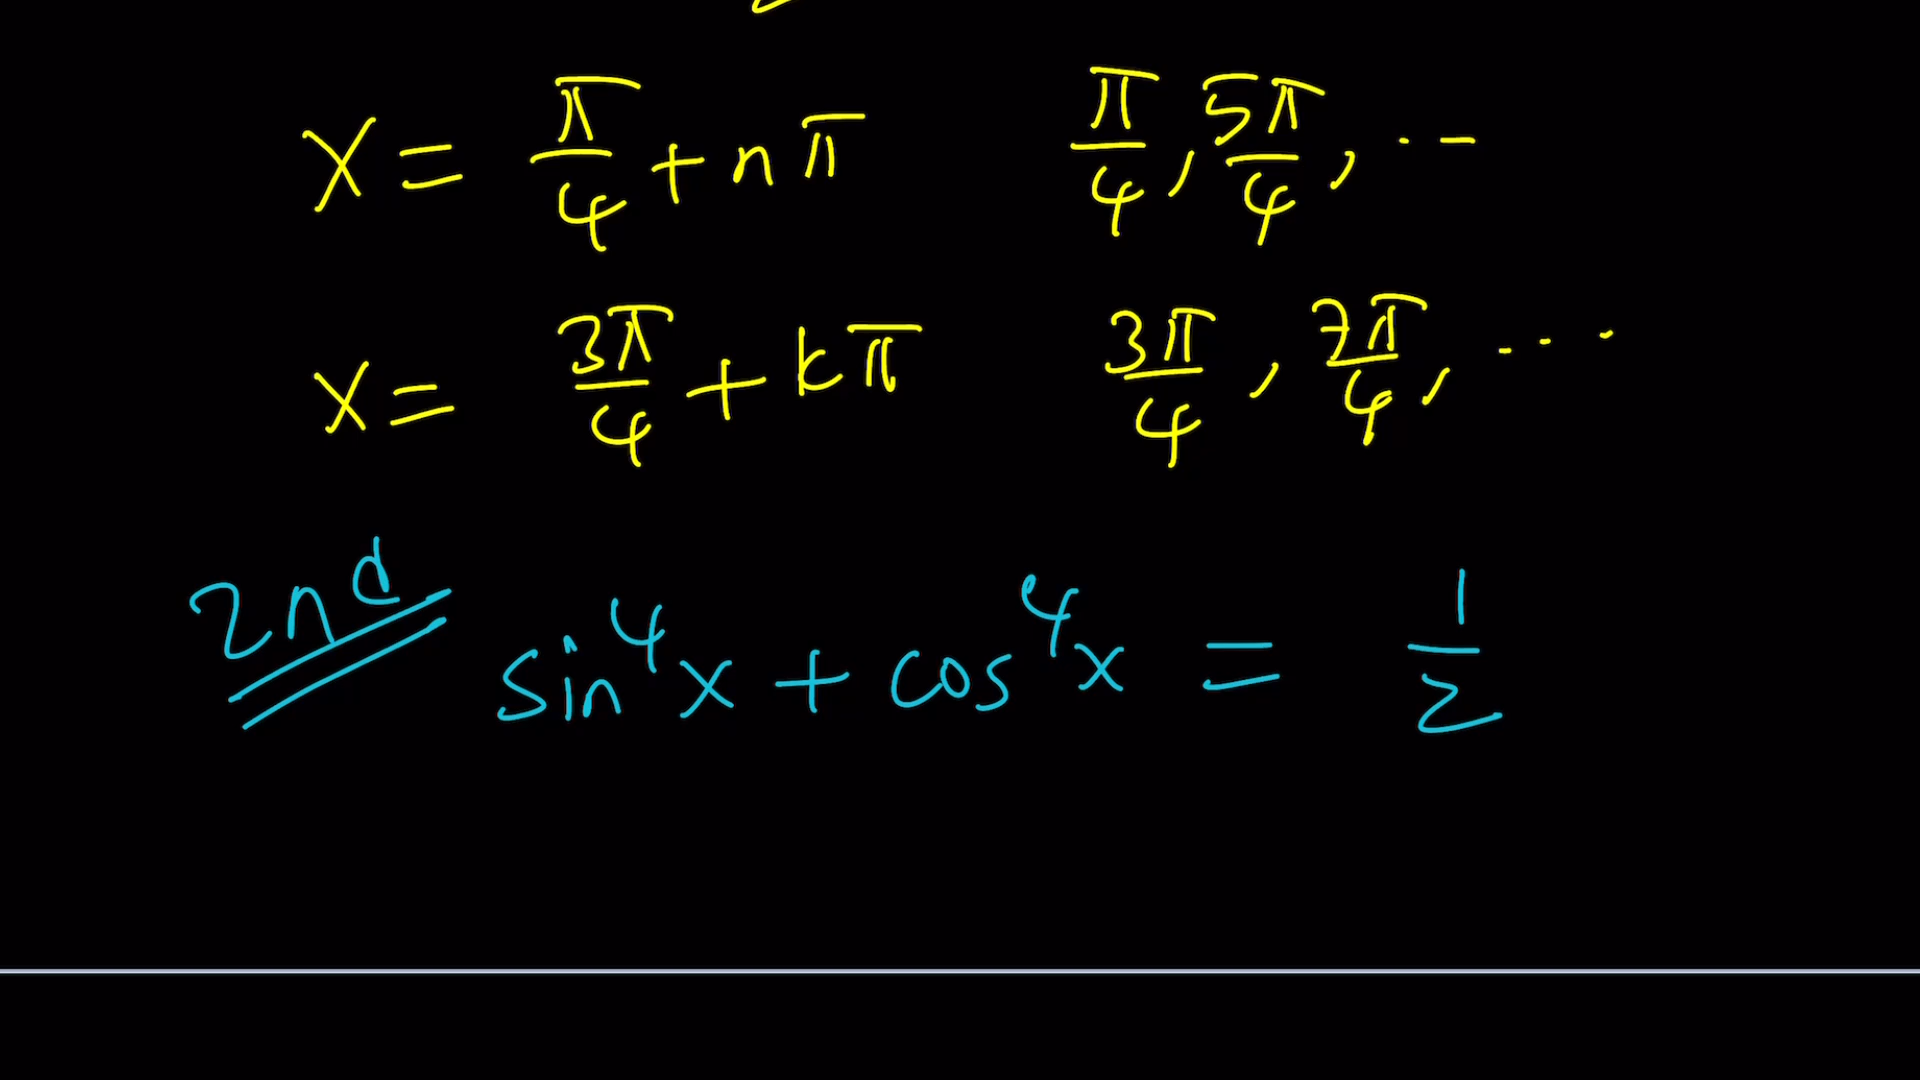 x = π/4 + nπ    π/4, 5π/4, ...
x = 3π/4 + kπ    3π/4, 7π/4, ...
2nd sin⁴x + cos⁴x = 1/2